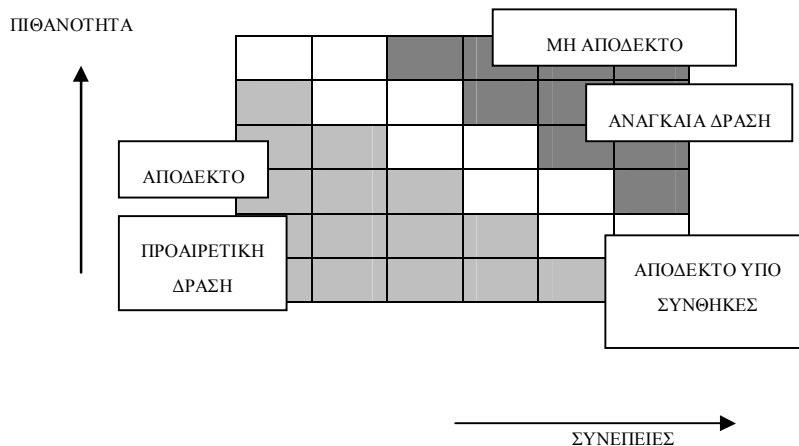 ΠΙΘΑΝΟΤΗΤΑ
ΜΗ ΑΠΟΔΕΚΤΟ
ΑΝΑΓΚΑΙΑ ΔΡΑΣΗ
ΑΠΟΔΕΚΤΟ
ΠΡΟΑΙΡΕΤΙΚΗ
ΔΡΑΣΗ
ΑΠΟΔΕΚΤΟ ΥΠΟ
ΣΥΝΘΗΚΕΣ
ΣΥΝΕΠΕΙΕΣ